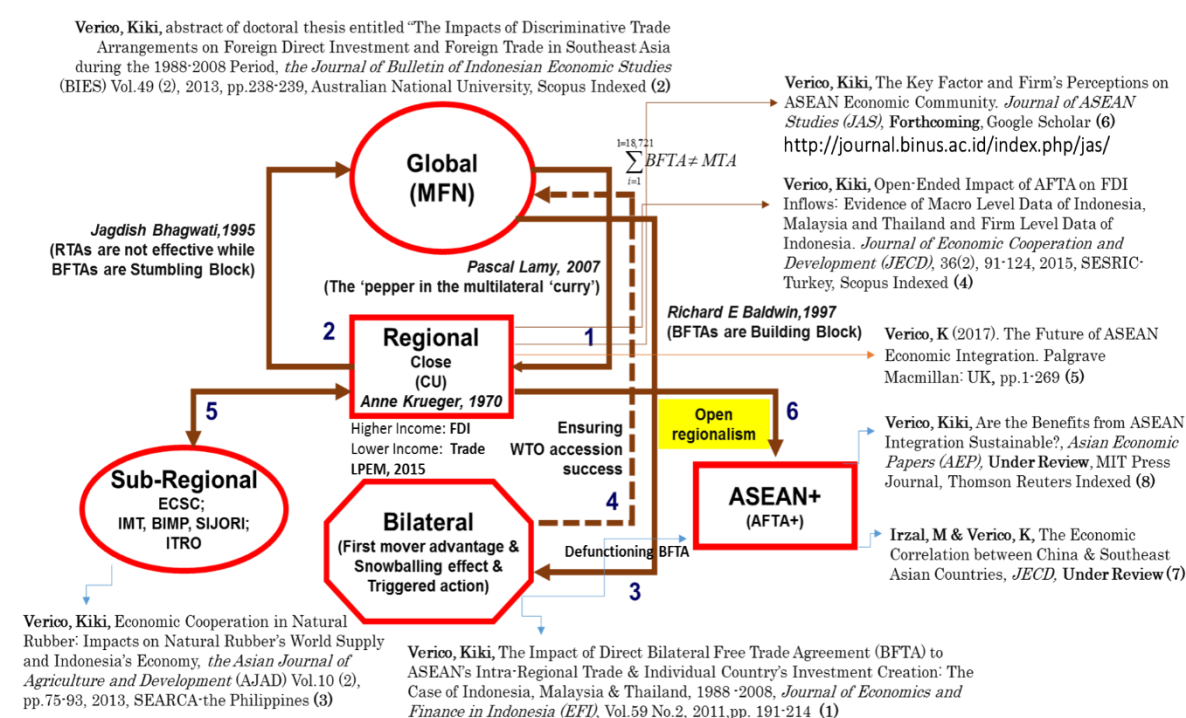 Verico, Kiki, abstract of doctoral thesis entitled “The Impacts of Discriminative Trade
Arrangements on Foreign Direct Investment and Foreign Trade in Southeast Asia
during the 1988-2008 Period, the Journal of Bulletin of Indonesian Economic Studies
(BIES) Vol.49 (2), 2013, pp.238-239, Australian National University, Scopus Indexed (2)
Verico, Kiki, The Key Factor and Firm's Perceptions on
ASEAN Economic Community. Journal of ASEAN
Studies (JAS), Forthcoming, Google Scholar (6)
http://journal.binus.ac.id/index.php/jas/
Global
(MFN)
1=18,721
∑BFTA≠MTA
i=1
Verico, Kiki, Open-Ended Impact of AFTA on FDI
Inflows: Evidence of Macro Level Data of Indonesia,
Malaysia and Thailand and Firm Level Data of
Indonesia. Journal of Economic Cooperation and
Development (JECD), 36(2), 91-124, 2015, SESRIC-
Turkey, Scopus Indexed (4)
Jagdish Bhagwati,1995
(RTAs are not effective while
BFTAs are Stumbling Block)
Pascal Lamy, 2007
(The ‘pepper in the multilateral ‘curry’)
Richard E Baldwin,1997
(BFTAs are Building Block)
2
Regional
Close
(CU)
Anne Krueger, 1970
1
Verico, K (2017). The Future of ASEAN
Economic Integration. Palgrave
Macmillan: UK, pp.1-269 (5)
5
Higher Income: FDI
Lower Income: Trade
LPEM, 2015
Ensuring
WTO accession
success
4
Open
regionalism
6
Verico, Kiki, Are the Benefits from ASEAN
Integration Sustainable?, Asian Economic
Papers (AEP), Under Review, MIT Press
Journal, Thomson Reuters Indexed (8)
Sub-Regional
ECSC;
IMT, BIMP, SIJORI;
ITRO
Bilateral
(First mover advantage &
Snowballing effect &
Triggered action)
ASEAN+
(AFTA+)
Defunctioning BFTA
3
Irzal, M & Verico, K, The Economic
Correlation between China & Southeast
Asian Countries, JECD, Under Review (7)
Verico, Kiki, Economic Cooperation in Natural
Rubber: Impacts on Natural Rubber's World Supply
and Indonesia's Economy, the Asian Journal of
Agriculture and Development (AJAD) Vol.10 (2),
pp.75-93, 2013, SEARCA-the Philippines (3)
Verico, Kiki, The Impact of Direct Bilateral Free Trade Agreement (BFTA) to
ASEAN's Intra-Regional Trade & Individual Country's Investment Creation: The
Case of Indonesia, Malaysia & Thailand, 1988 -2008, Journal of Economics and
Finance in Indonesia (EFI), Vol.59 No.2, 2011,pp. 191-214 (1)